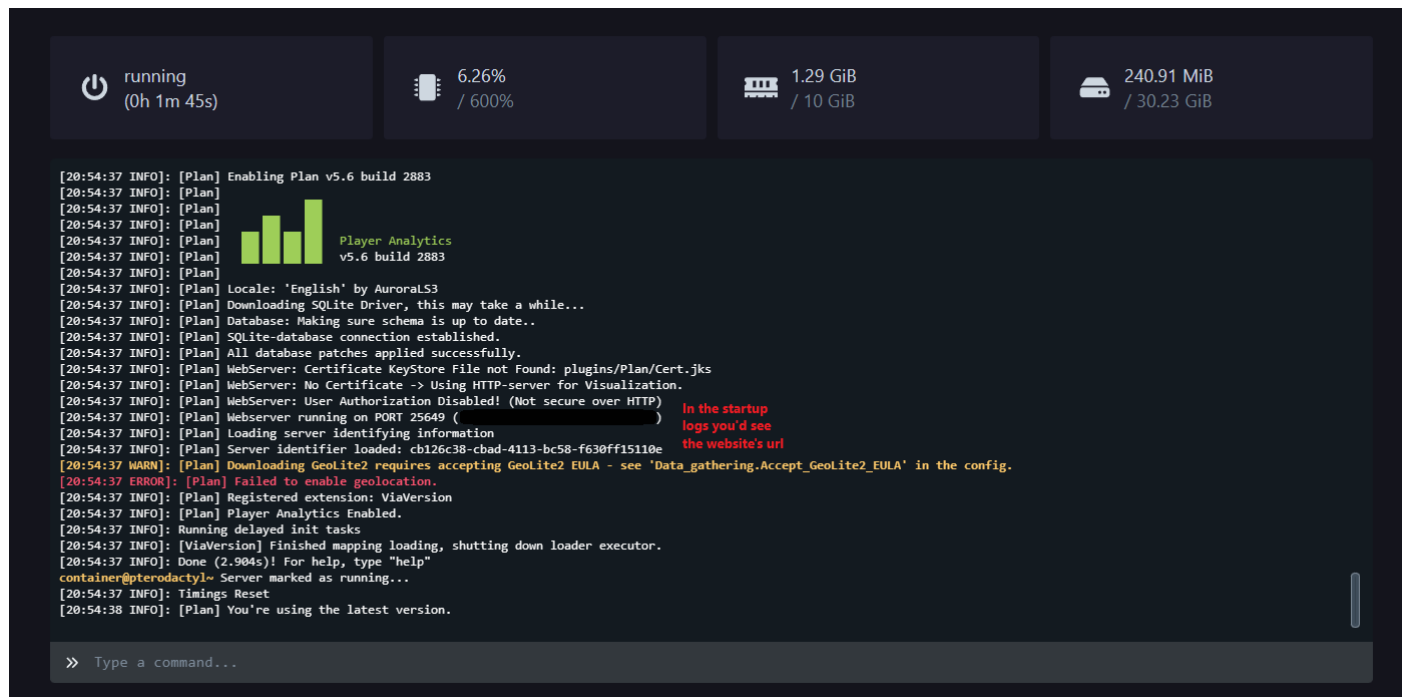 running
(0h 1m 45s)
6.26%
/ 600%
1.29 GiB
/ 10 GiB
240.91 MiB
/ 30.23 GiB
[20:54:37 INFO]: [Plan] Enabling Plan v5.6 build 2883
[20:54:37 INFO]: [Plan]
[20:54:37 INFO]: [Plan]
[20:54:37 INFO]: [Plan]
[20:54:37 INFO]: [Plan] Player Analytics
[20:54:37 INFO]: [Plan] v5.6 build 2883
[20:54:37 INFO]: [Plan]
[20:54:37 INFO]: [Plan] Locale: 'English' by AuroraLS3
[20:54:37 INFO]: [Plan] Downloading SQLite Driver, this may take a while...
[20:54:37 INFO]: [Plan] Database: Making sure schema is up to date..
[20:54:37 INFO]: [Plan] SQLite-database connection established.
[20:54:37 INFO]: [Plan] All database patches applied successfully.
[20:54:37 INFO]: [Plan] WebServer: Certificate KeyStore File not Found: plugins/Plan/Cert.jks
[20:54:37 INFO]: [Plan] WebServer: No Certificate -> Using HTTP-server for Visualization.
[20:54:37 INFO]: [Plan] WebServer: User Authorization Disabled! (Not secure over HTTP)
[20:54:37 INFO]: [Plan] Webserver running on PORT 25649 ( )
In the startup
logs you'd see
the website's url
[20:54:37 INFO]: [Plan] Loading server identifying information
[20:54:37 INFO]: [Plan] Server identifier loaded: cb126c38-cbad-4113-bc58-f630ff15110e
[20:54:37 WARN]: [Plan] Downloading GeoLite2 requires accepting GeoLite2 EULA - see 'Data_gathering.Accept_GeoLite2_EULA' in the config.
[20:54:37 ERROR]: [Plan] Failed to enable geolocation.
[20:54:37 INFO]: [Plan] Registered extension: ViaVersion
[20:54:37 INFO]: [Plan] Player Analytics Enabled.
[20:54:37 INFO]: Running delayed init tasks
[20:54:37 INFO]: [ViaVersion] Finished mapping loading, shutting down loader executor.
[20:54:37 INFO]: Done (2.904s)! For help, type "help"
container@pterodactyl~ Server marked as running...
[20:54:37 INFO]: Timings Reset
[20:54:38 INFO]: [Plan] You're using the latest version.
» Type a command...